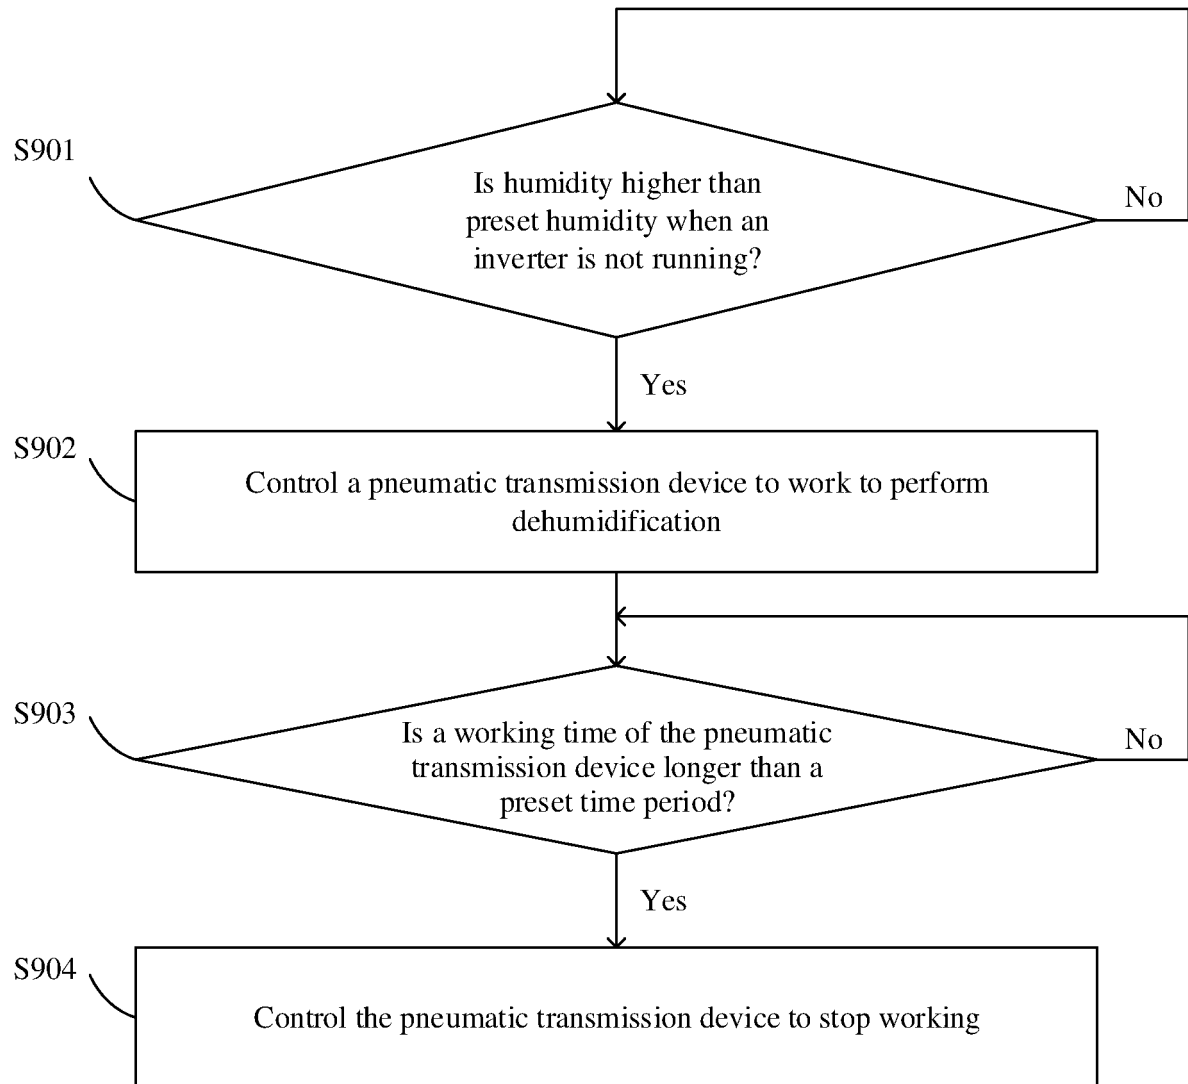 S901
Is humidity higher than
preset humidity when an
inverter is not running?
No
Yes
S902
Control a pneumatic transmission device to work to perform
dehumidification
S903
Is a working time of the pneumatic
transmission device longer than a
preset time period?
No
Yes
S904
Control the pneumatic transmission device to stop working